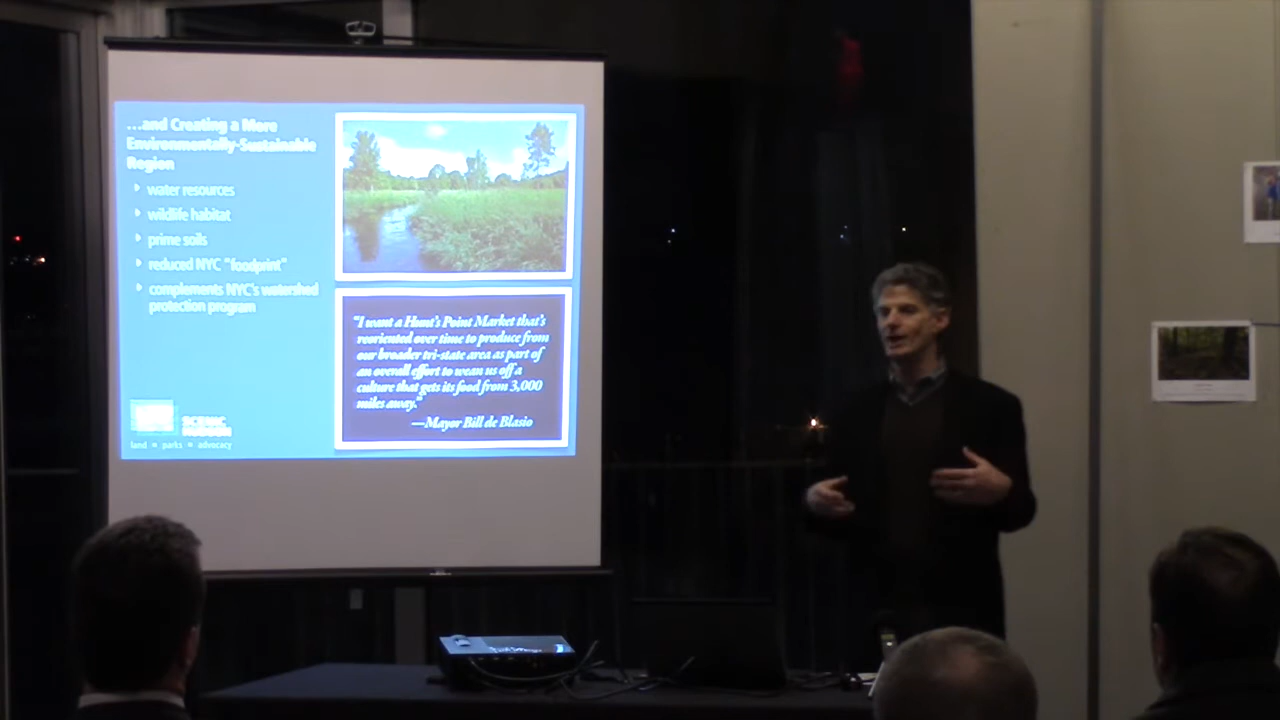 ...and Creating a More
Environmentally-Sustainable
Region
water resources
wildlife habitat
prime soils
reduced NYC "foodprint"
complements NYC's watershed
protection program
"I want a Hunt's Point Market that's
reoriented over time to produce from
our broader tri-state area as part of
an overall effort to wean us off a
culture that gets its food from 3,000
miles away."
—Mayor Bill de Blasio
SCENIC
HUDSON
land • parks • advocacy